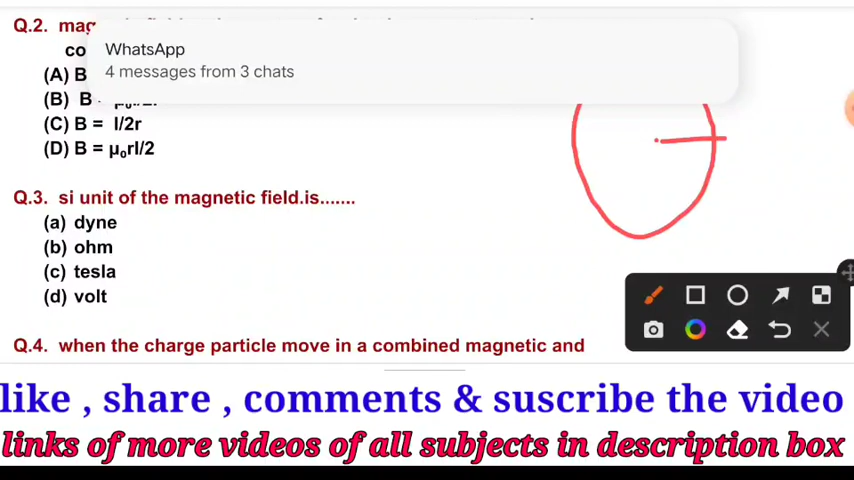 Q.2. mag
WhatsApp
co
4 messages from 3 chats
(A) B
(B) B
(C) B = I/2r
(D) B = μ₀rI/2
Q.3. si unit of the magnetic field.is.......
(a) dyne
(b) ohm
(c) tesla
(d) volt
Q.4. when the charge particle move in a combined magnetic and
like , share , comments & suscribe the video
links of more videos of all subjects in description box